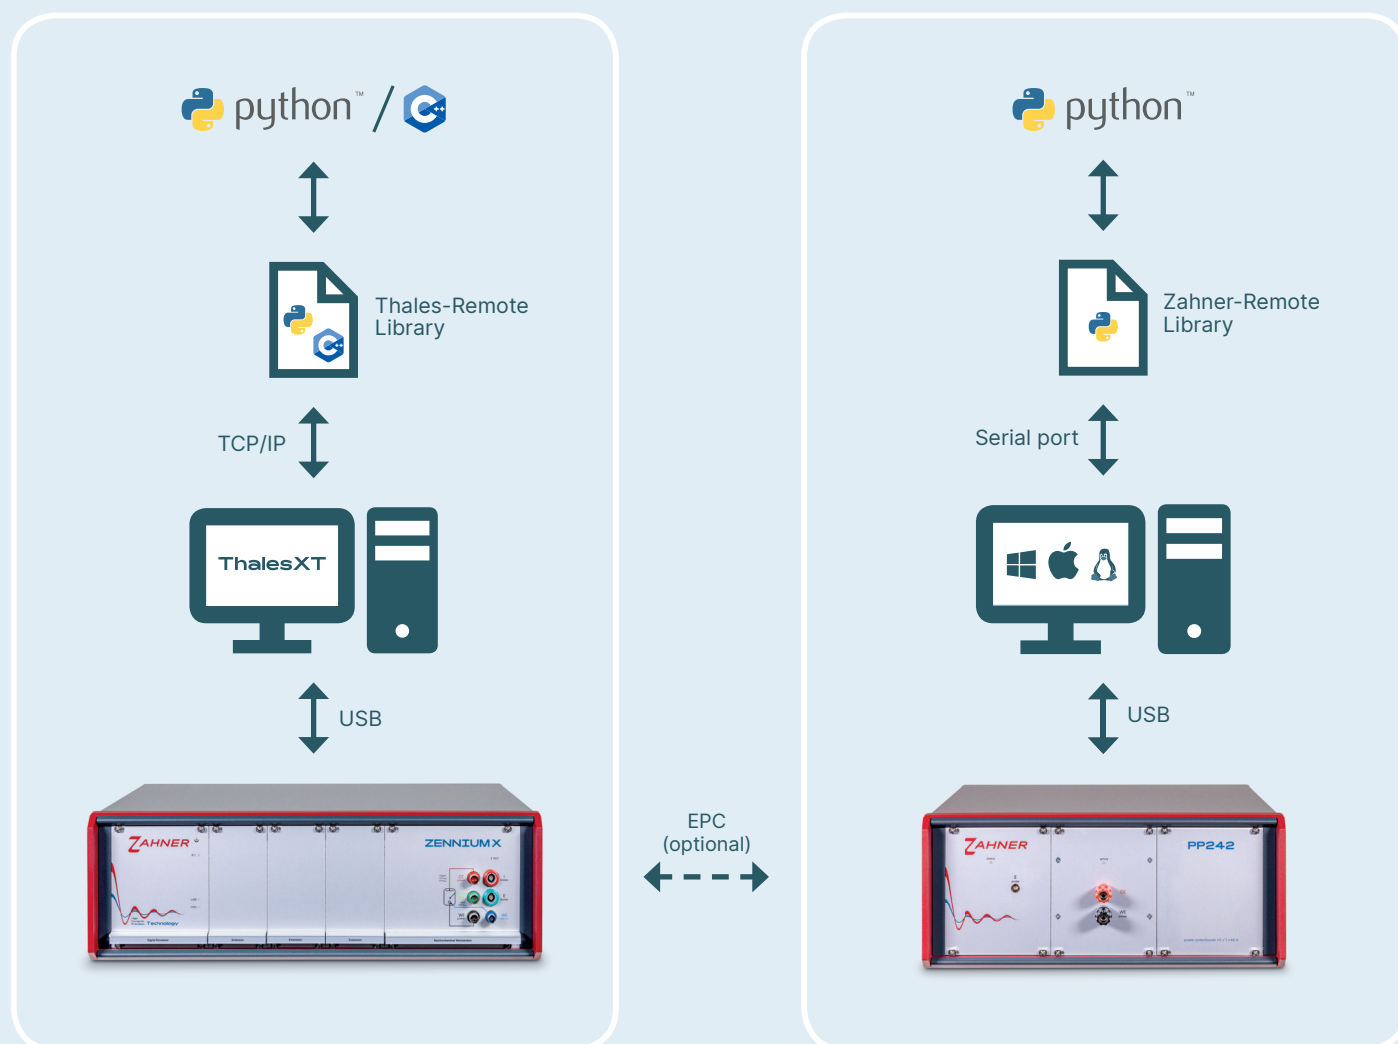 python™ / C++
Thales-Remote
Library
C++
TCP/IP
ThalesXT
USB
ZAHNER
ZENNIUM X
Technology
EPC
(optional)
python™
Zahner-Remote
Library
Serial port
USB
ZAHNER
PP242